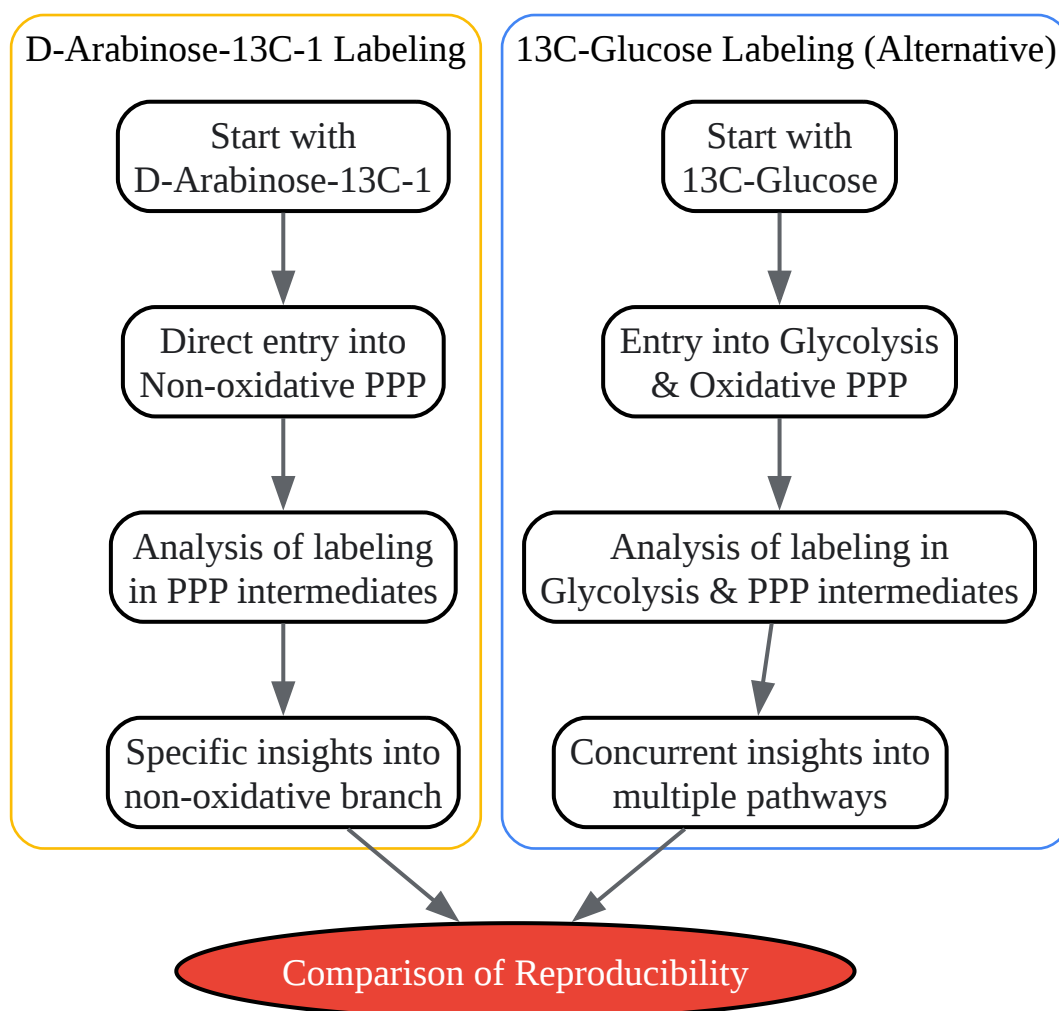 D-Arabinose-13C-1 Labeling
Start with
D-Arabinose-13C-1
Direct entry into
Non-oxidative PPP
Analysis of labeling
in PPP intermediates
Specific insights into
non-oxidative branch
13C-Glucose Labeling (Alternative)
Start with
13C-Glucose
Entry into Glycolysis
& Oxidative PPP
Analysis of labeling in
Glycolysis & PPP intermediates
Concurrent insights into
multiple pathways
Comparison of Reproducibility